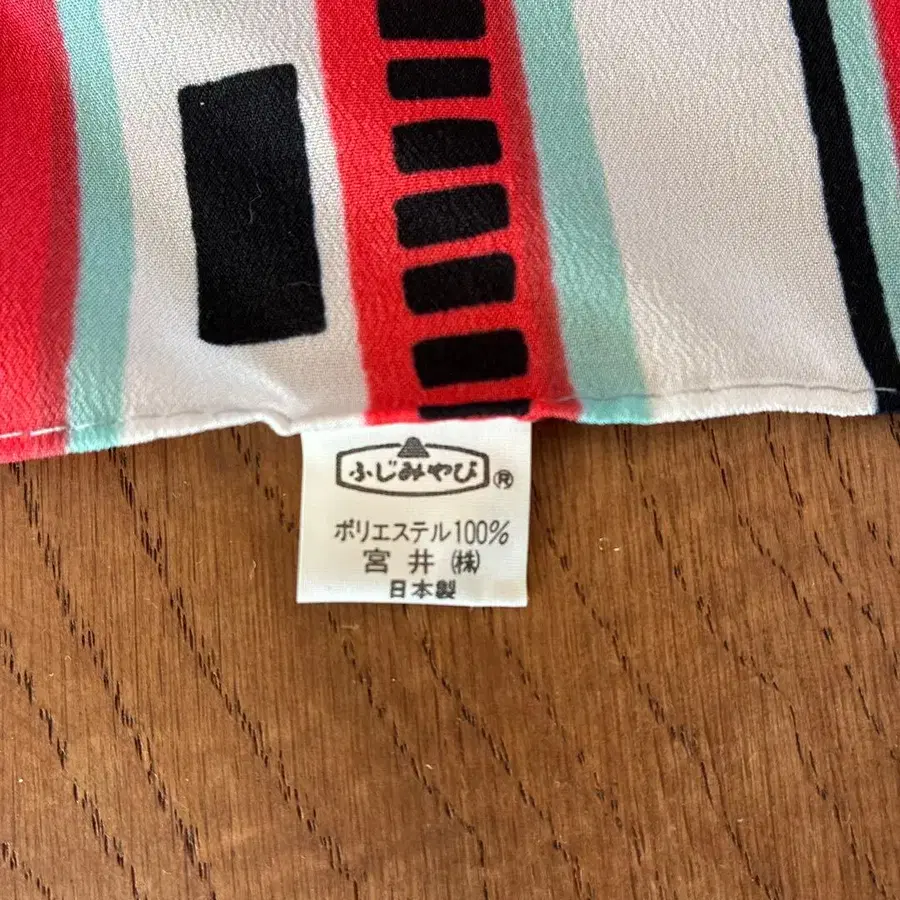 ふじみやび®
ポリエステル100%
宮井(株)
日本製